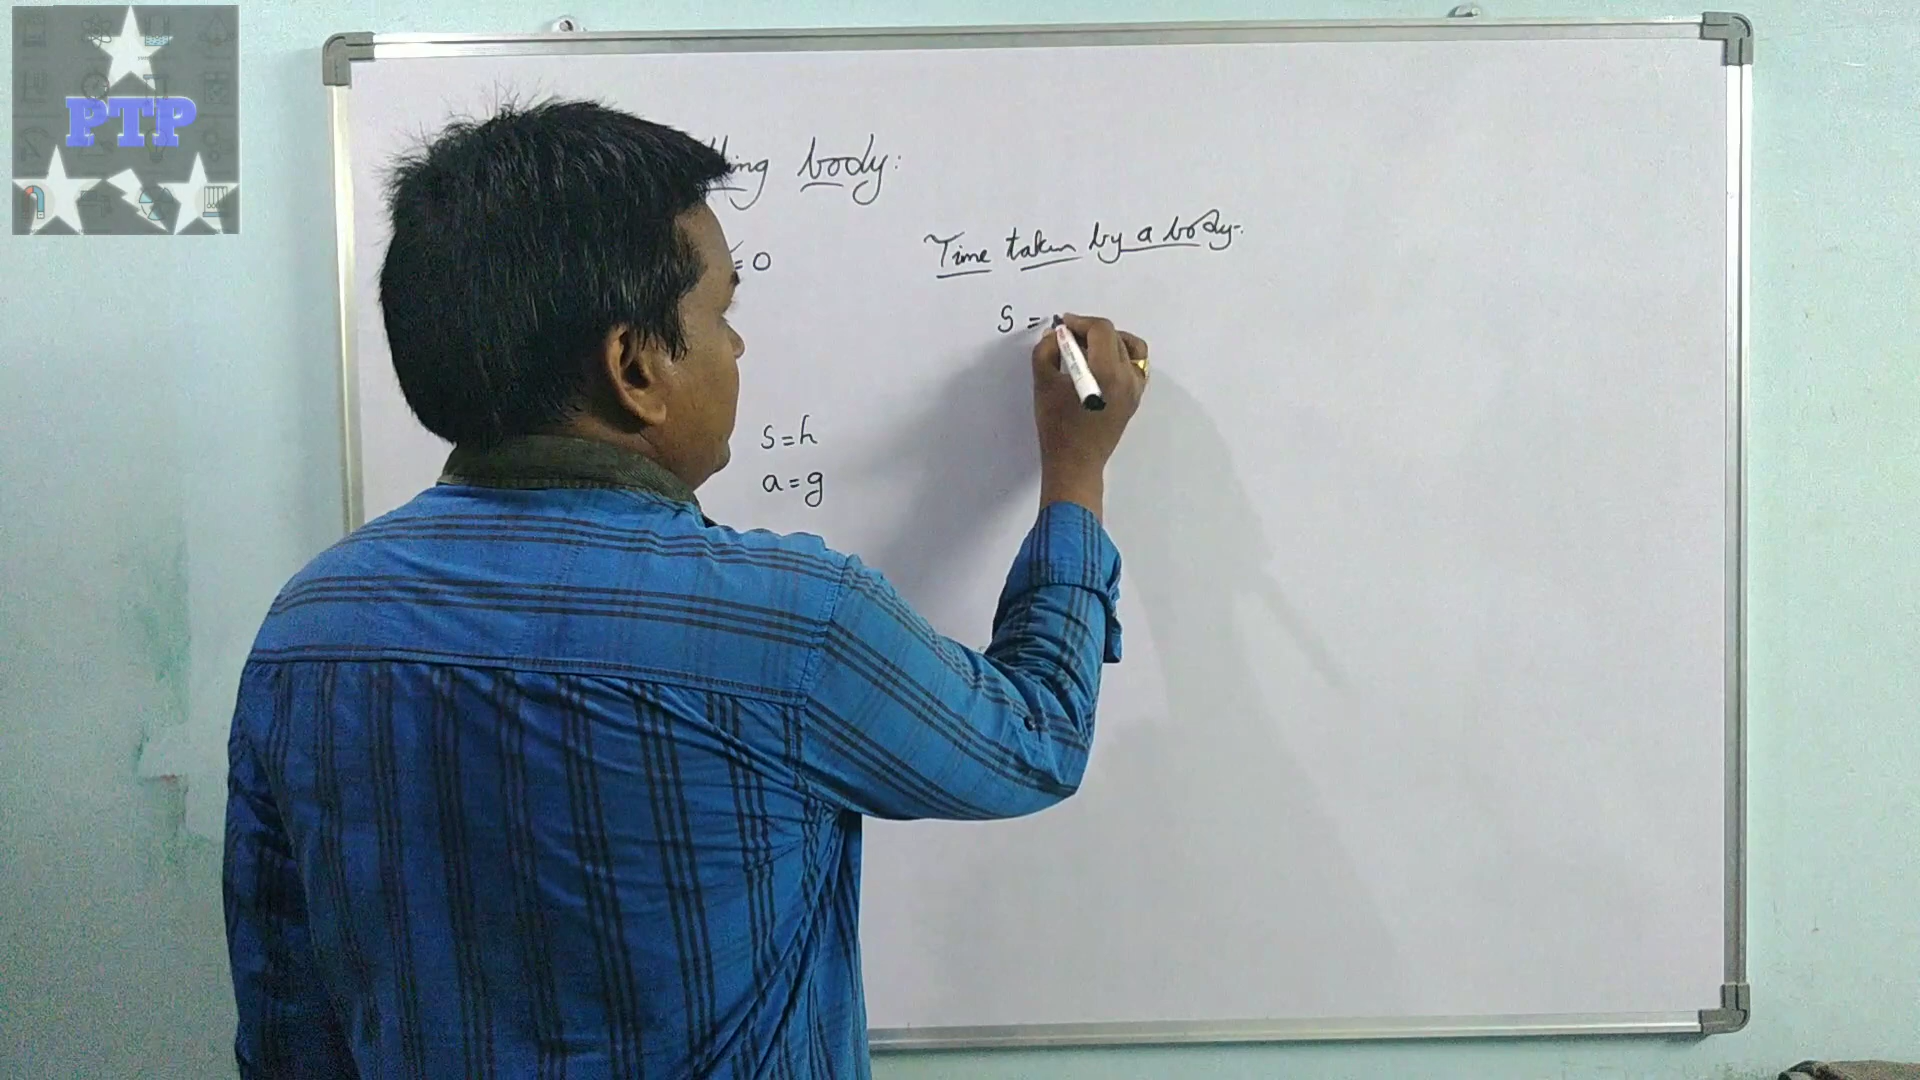 PTP
body:
= 0
Time taken by a body:
S =
S = h
a = g